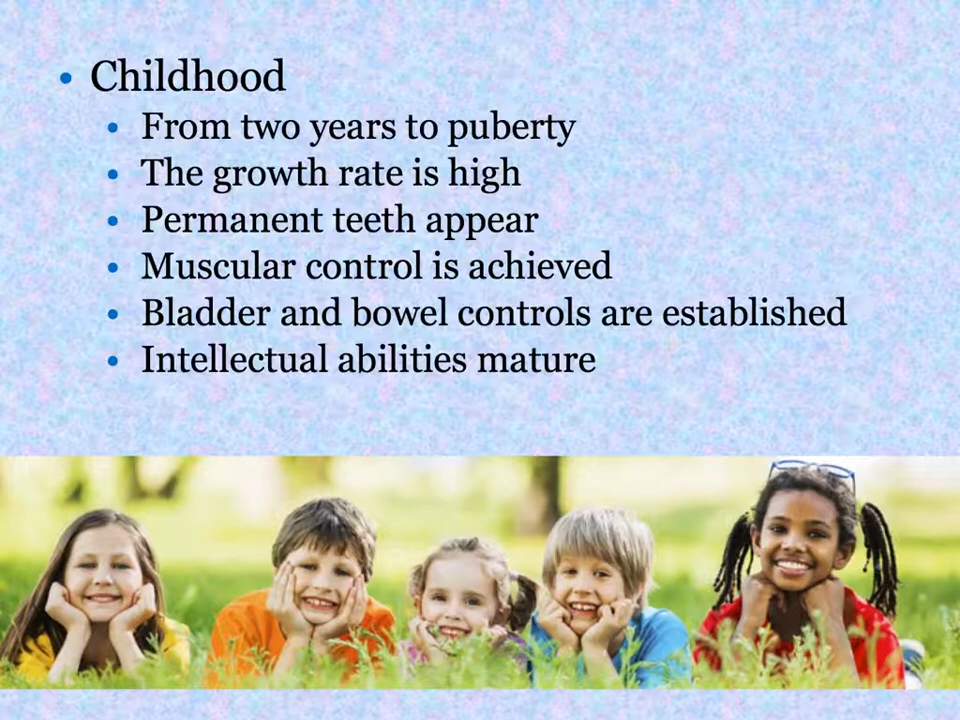 • Childhood
• From two years to puberty
• The growth rate is high
• Permanent teeth appear
• Muscular control is achieved
• Bladder and bowel controls are established
• Intellectual abilities mature